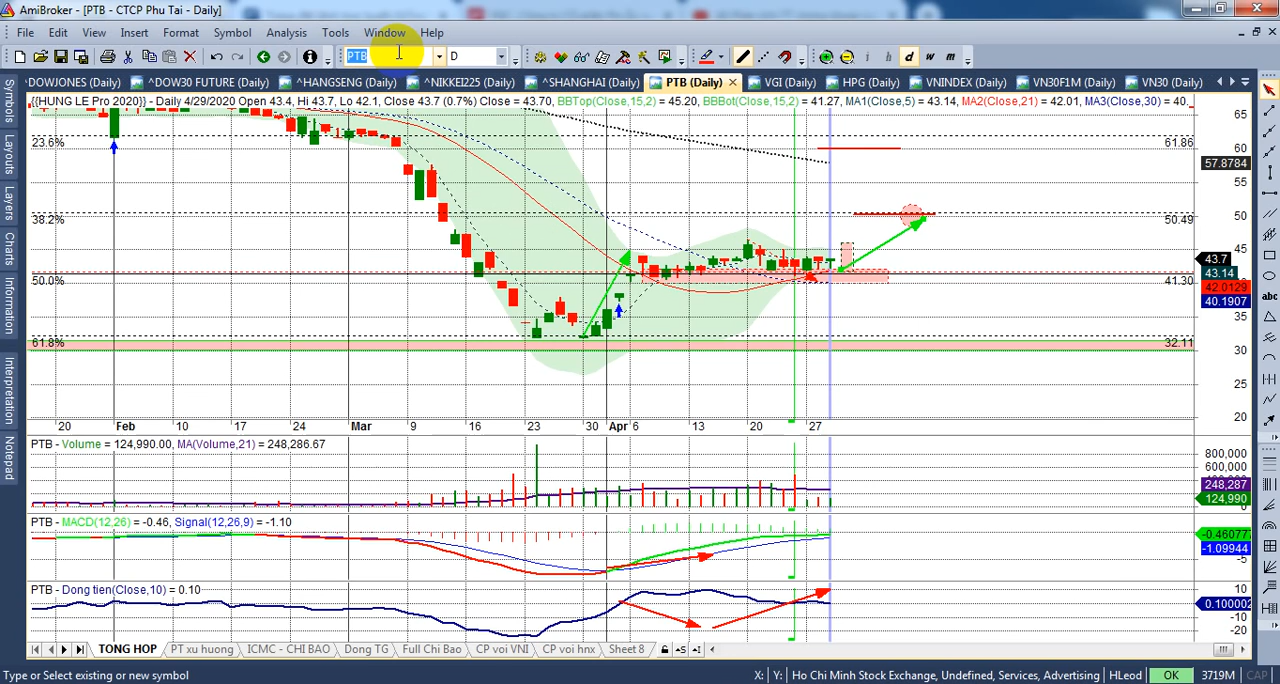 AmiBroker - [PTB - CTCP Phu Tai - Daily]
File Edit View Insert Format Symbol Analysis Tools Window Help
PTB D i h d w m
^DOWJONES (Daily) ^DOW30 FUTURE (Daily) ^HANGSENG (Daily) ^NIKKEI225 (Daily) ^SHANGHAI (Daily) PTB (Daily) VGI (Daily) HPG (Daily) VNINDEX (Daily) VN30F1M (Daily) VN30 (Daily)
{{HUNG LE Pro 2020}} - Daily 4/29/2020 Open 43.4, Hi 43.7, Lo 42.1, Close 43.7 (0.7%) Close = 43.70, BBTop(Close,15,2) = 45.20, BBBot(Close,15,2) = 41.27, MA1(Close,5) = 43.14, MA2(Close,21) = 42.01, MA3(Close,30) = 40.
Symbols
Layouts
Layers
Charts
Information
Interpretation
Notepad
abc
65
23.6% 61.86
60
57.8784
55
38.2% 50.49
50
45
43.7
43.14
50.0% 41.30
42.0129
40.1907
35
61.8% 32.11
30
25
20
20 Feb 10 17 24 Mar 9 16 23 30 Apr 6 13 20 27
PTB - Volume = 124,990.00, MA(Volume,21) = 248,286.67
800,000
600,000
248,287
124,990
PTB - MACD(12,26) = -0.46, Signal(12,26,9) = -1.10
-0.46077
-1.09944
-5
PTB - Dong tien(Close,10) = 0.10
10
0.100002
-10
-20
TONG HOP PT xu huong ICMC - CHI BAO Dong TG Full Chi Bao CP voi VNI CP voi hnx Sheet 8
Type or Select existing or new symbol X: Y: Ho Chi Minh Stock Exchange, Undefined, Services, Advertising HLeod OK 3719M CAP